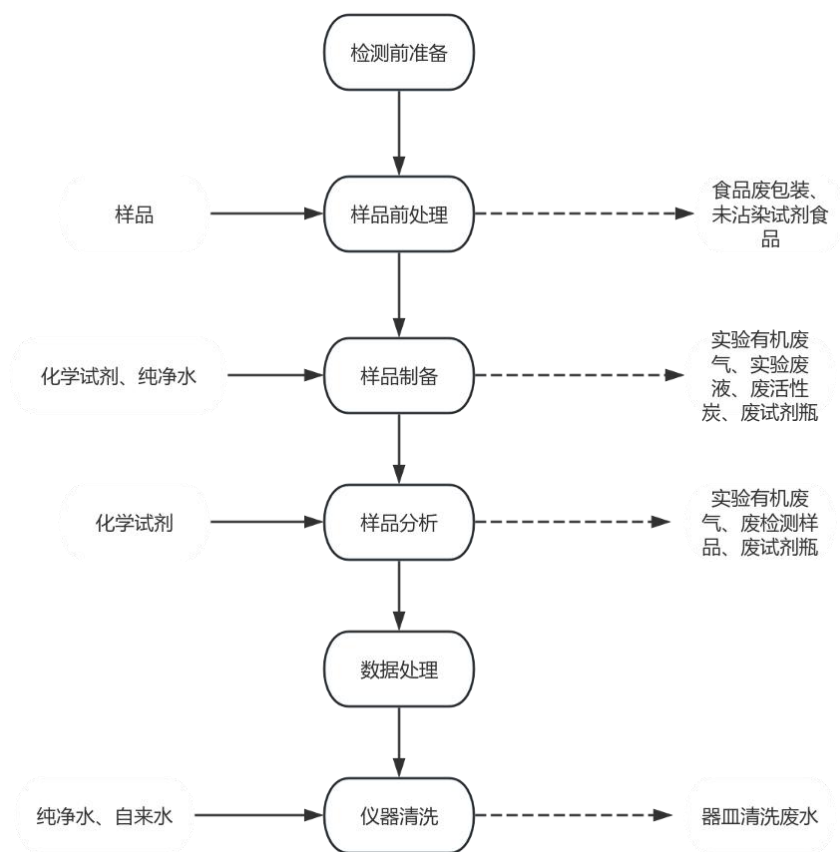 检测前准备
样品
样品前处理
食品废包装、
未沾染试剂食
品
化学试剂、纯净水
样品制备
实验有机废
气、实验废
液、废活性
炭、废试剂瓶
化学试剂
样品分析
实验有机废
气、废检测样
品、废试剂瓶
数据处理
纯净水、自来水
仪器清洗
器皿清洗废水